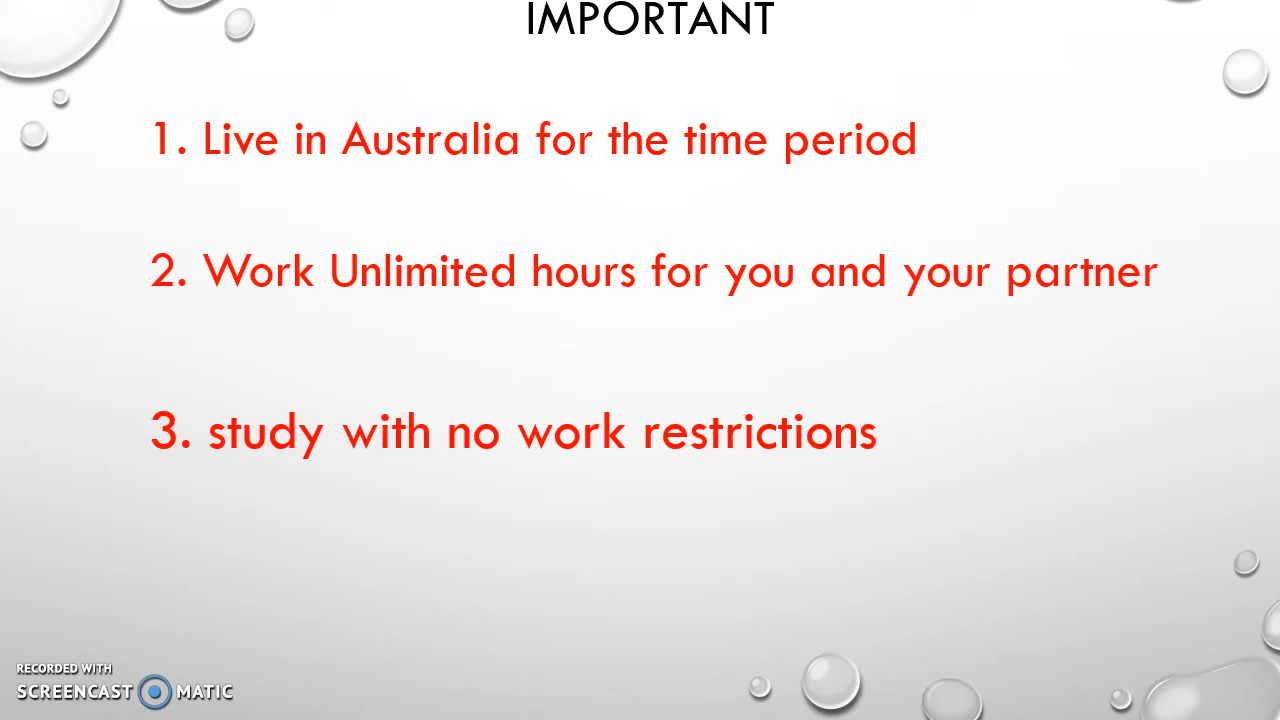 IMPORTANT
1. Live in Australia for the time period
2. Work Unlimited hours for you and your partner
3. study with no work restrictions
RECORDED WITH
SCREENCAST MATIC